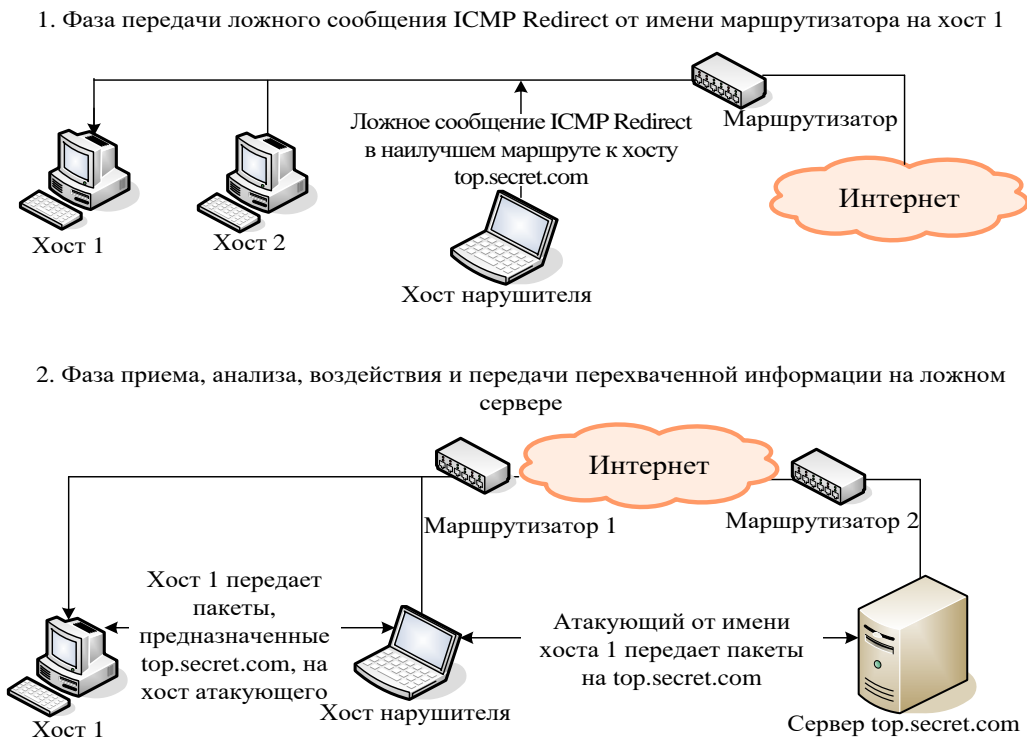 1. Фаза передачи ложного сообщения ICMP Redirect от имени маршрутизатора на хост 1
Маршрутизатор
Ложное сообщение ICMP Redirect
в наилучшем маршруте к хосту
top.secret.com
Интернет
Хост 1
Хост 2
Хост нарушителя
2. Фаза приема, анализа, воздействия и передачи перехваченной информации на ложном
сервере
Интернет
Маршрутизатор 1
Маршрутизатор 2
Хост 1 передает
пакеты,
предназначенные
top.secret.com, на
хост атакующего
Атакующий от имени
хоста 1 передает пакеты
на top.secret.com
Хост 1
Хост нарушителя
Сервер top.secret.com